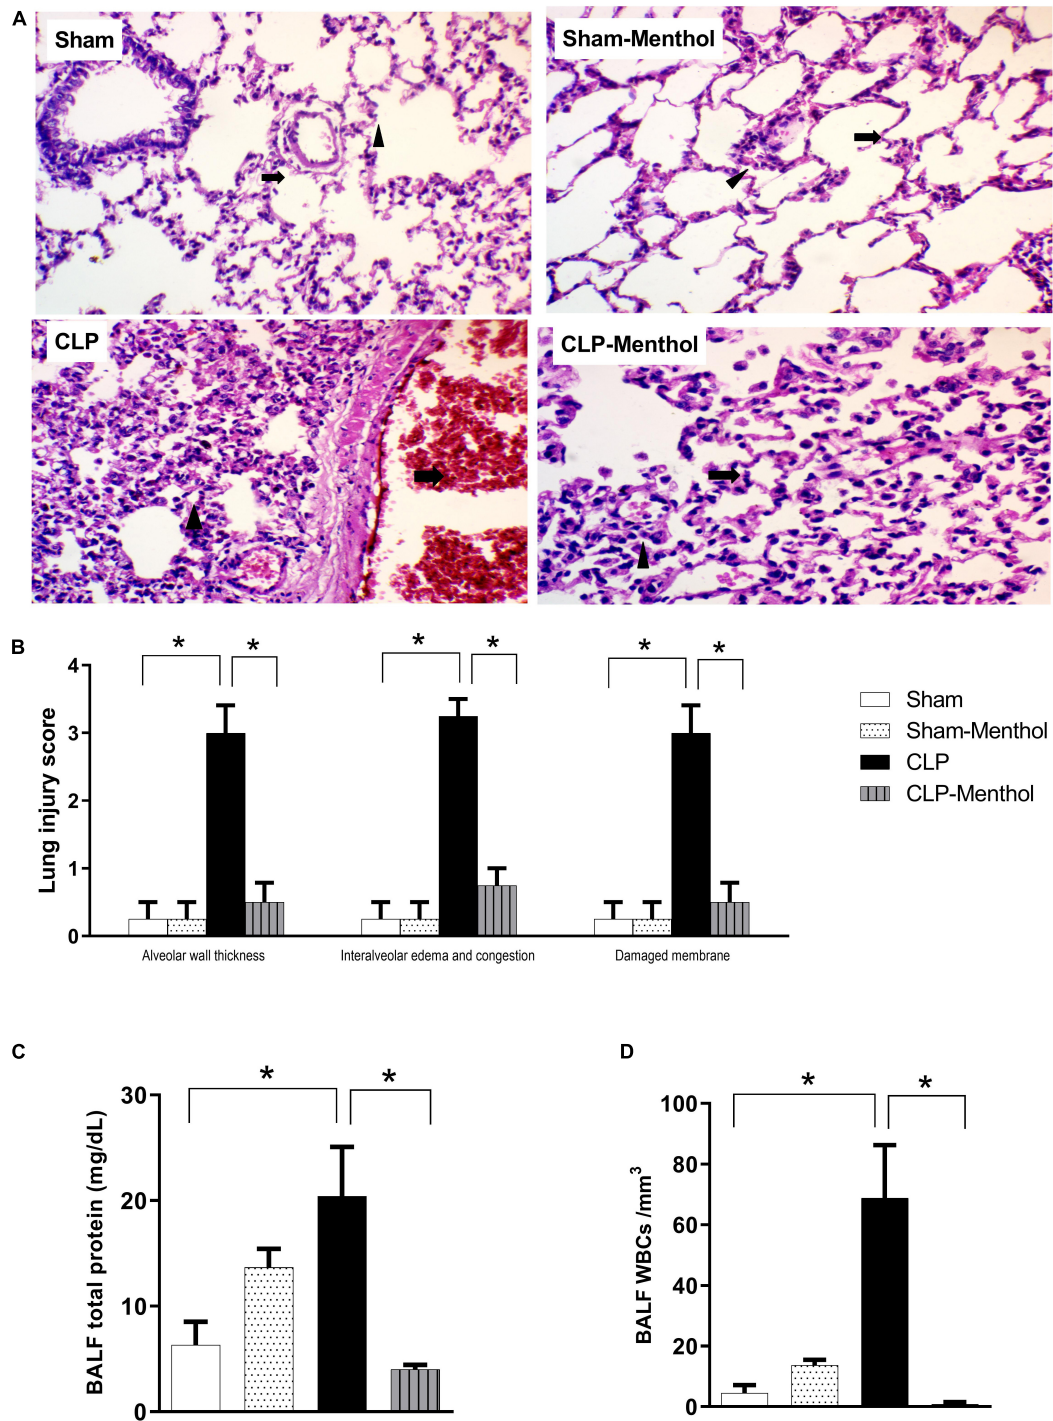 A
Sham
Sham-Menthol
CLP
CLP-Menthol
B
Lung injury score
4
3
2
1
0
* * * * * *
Alveolar wall thickness
Interalveolar edema and congestion
Damaged membrane
Sham
Sham-Menthol
CLP
CLP-Menthol
C
BALF total protein (mg/dL)
30
20
10
0
* *
D
BALF WBCs /mm³
100
80
60
40
20
0
* *